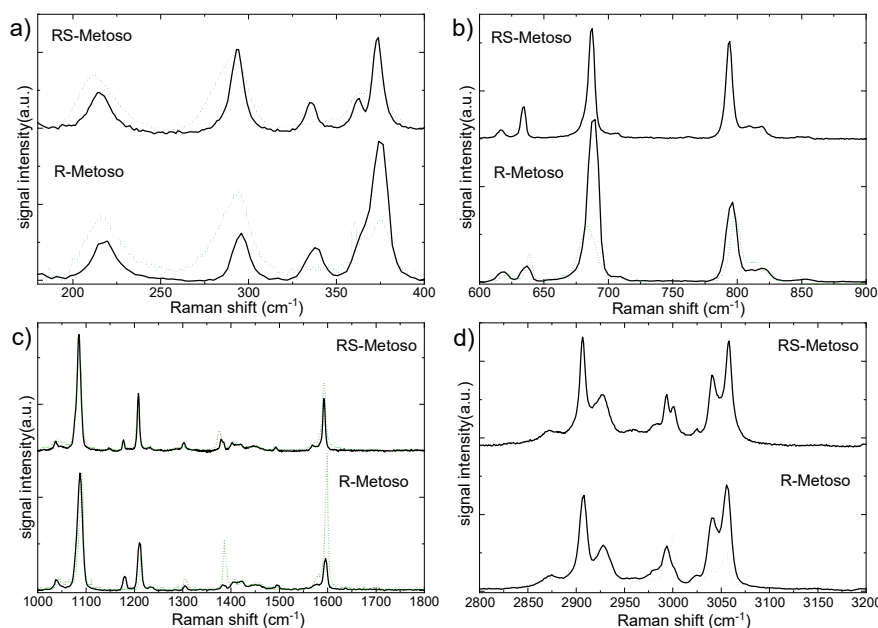 a)
RS-Metoso
R-Metoso
signal intensity(a.u.)
200 250 300 350 400
Raman shift (cm-1)
b)
RS-Metoso
R-Metoso
signal intensity(a.u.)
600 650 700 750 800 850 900
Raman shift (cm-1)
c)
RS-Metoso
R-Metoso
signal intensity(a.u.)
1000 1100 1200 1300 1400 1500 1600 1700 1800
Raman shift (cm-1)
d)
RS-Metoso
R-Metoso
signal intensity(a.u.)
2800 2850 2900 2950 3000 3050 3100 3150 3200
Raman shift (cm-1)